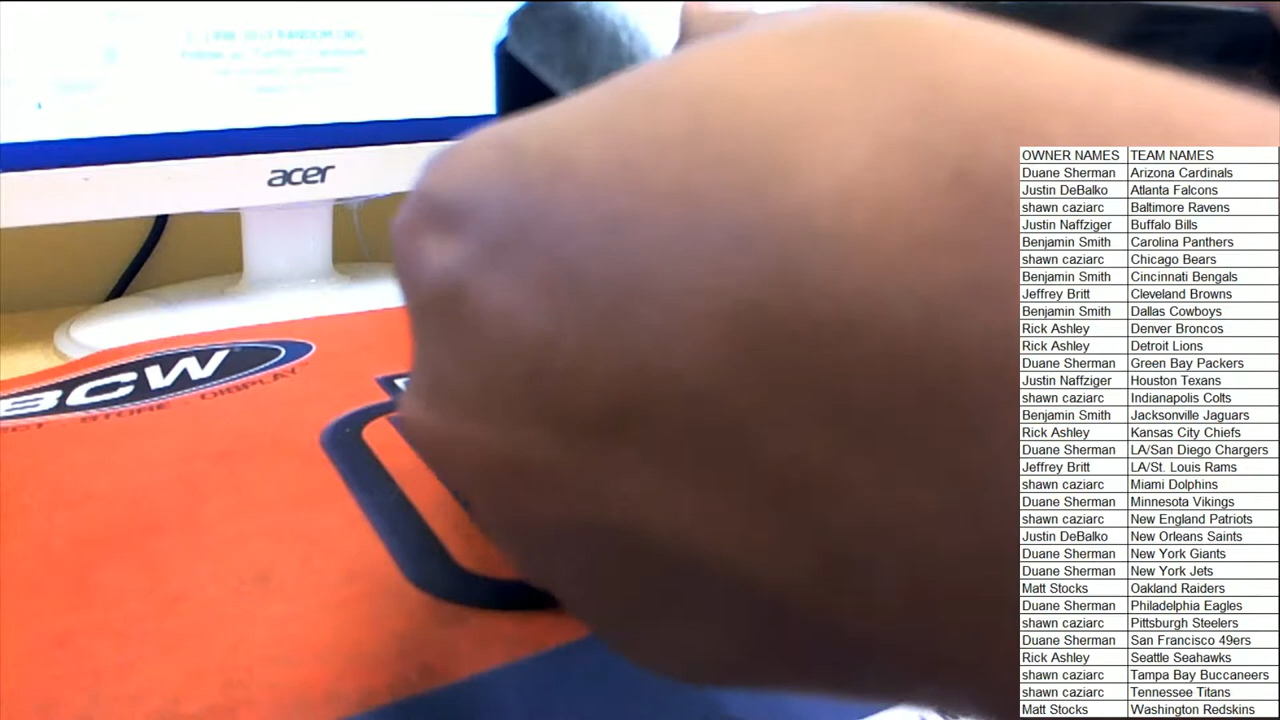 acer
BCW
STORE - DISPLAY
OWNER NAMES TEAM NAMES
Duane Sherman Arizona Cardinals
Justin DeBalko Atlanta Falcons
shawn caziarc Baltimore Ravens
Justin Naffziger Buffalo Bills
Benjamin Smith Carolina Panthers
shawn caziarc Chicago Bears
Benjamin Smith Cincinnati Bengals
Jeffrey Britt Cleveland Browns
Benjamin Smith Dallas Cowboys
Rick Ashley Denver Broncos
Rick Ashley Detroit Lions
Duane Sherman Green Bay Packers
Justin Naffziger Houston Texans
shawn caziarc Indianapolis Colts
Benjamin Smith Jacksonville Jaguars
Rick Ashley Kansas City Chiefs
Duane Sherman LA/San Diego Chargers
Jeffrey Britt LA/St. Louis Rams
shawn caziarc Miami Dolphins
Duane Sherman Minnesota Vikings
shawn caziarc New England Patriots
Justin DeBalko New Orleans Saints
Duane Sherman New York Giants
Duane Sherman New York Jets
Matt Stocks Oakland Raiders
Duane Sherman Philadelphia Eagles
shawn caziarc Pittsburgh Steelers
Duane Sherman San Francisco 49ers
Rick Ashley Seattle Seahawks
shawn caziarc Tampa Bay Buccaneers
shawn caziarc Tennessee Titans
Matt Stocks Washington Redskins